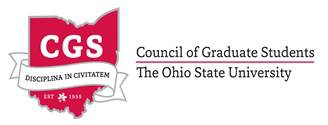 CGS
DISCIPLINA IN CIVITATEM
EST 1955
Council of Graduate Students
The Ohio State University